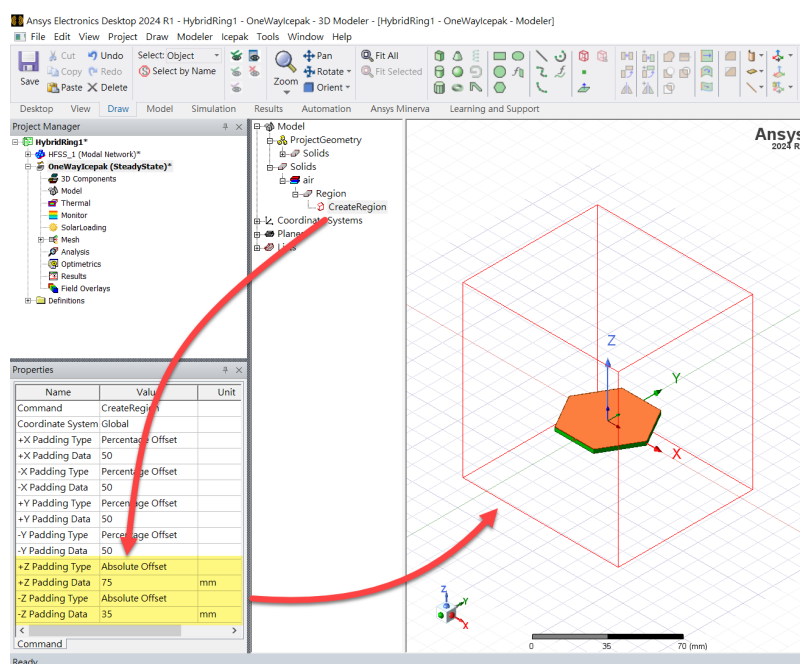 Ansys Electronics Desktop 2024 R1 - HybridRing1 - OneWayIcepak - 3D Modeler - [HybridRing1 - OneWayIcepak - Modeler]
File Edit View Project Draw Modeler Icepak Tools Window Help
Save
Cut
Copy
Paste
Undo
Redo
Delete
Select: Object
Select by Name
Zoom
Pan
Rotate
Orient
Fit All
Fit Selected
Desktop View Draw Model Simulation Results Automation Ansys Minerva Learning and Support
Project Manager
HybridRing1*
HFSS_1 (Modal Network)*
OneWayIcepak (SteadyState)*
3D Components
Model
Thermal
Monitor
SolarLoading
Mesh
Analysis
Optimetrics
Results
Field Overlays
Definitions
Model
ProjectGeometry
Solids
Solids
air
Region
CreateRegion
Coordinate Systems
Ansys
2024 R
Z
Y
X
Properties
Name Value Unit
Command CreateRegion
Coordinate System Global
+X Padding Type Percentage Offset
+X Padding Data 50
-X Padding Type Percentage Offset
-X Padding Data 50
+Y Padding Type Percentage Offset
+Y Padding Data 50
-Y Padding Type Percentage Offset
-Y Padding Data 50
+Z Padding Type Absolute Offset
+Z Padding Data 75 mm
-Z Padding Type Absolute Offset
-Z Padding Data 35 mm
Command
Z
Y
X
0 35 70 (mm)
Ready